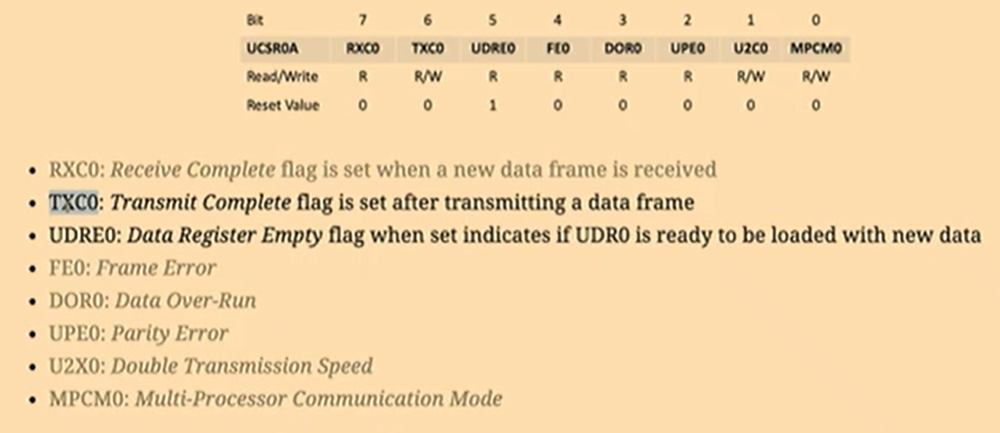 Bit 7 6 5 4 3 2 1 0
UCSR0A RXC0 TXC0 UDRE0 FE0 DOR0 UPE0 U2C0 MPCM0
Read/Write R R/W R R R R R/W R/W
Reset Value 0 0 1 0 0 0 0 0
• RXC0: Receive Complete flag is set when a new data frame is received
• TXC0: Transmit Complete flag is set after transmitting a data frame
• UDRE0: Data Register Empty flag when set indicates if UDR0 is ready to be loaded with new data
• FE0: Frame Error
• DOR0: Data Over-Run
• UPE0: Parity Error
• U2X0: Double Transmission Speed
• MPCM0: Multi-Processor Communication Mode